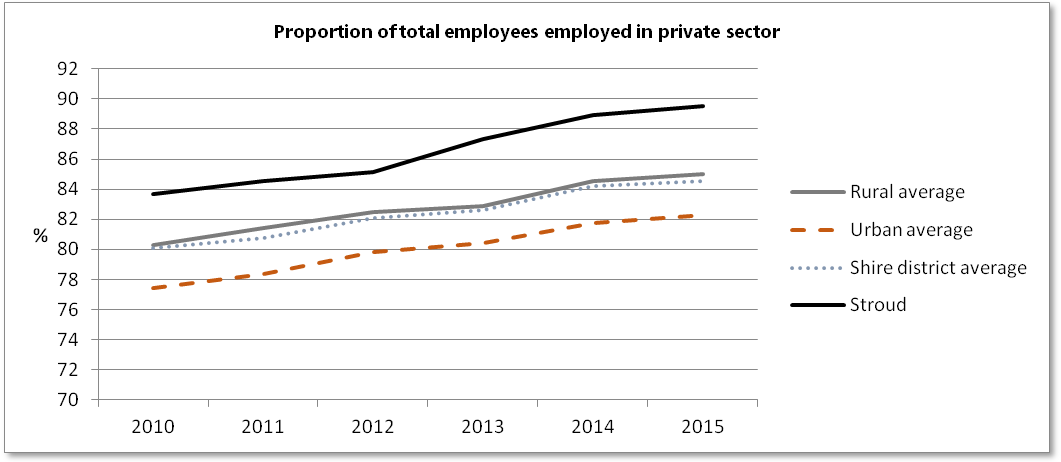 Proportion of total employees employed in private sector
92
90
88
86
84
82
80
78
76
74
72
70
%
2010 2011 2012 2013 2014 2015
Rural average
Urban average
Shire district average
Stroud